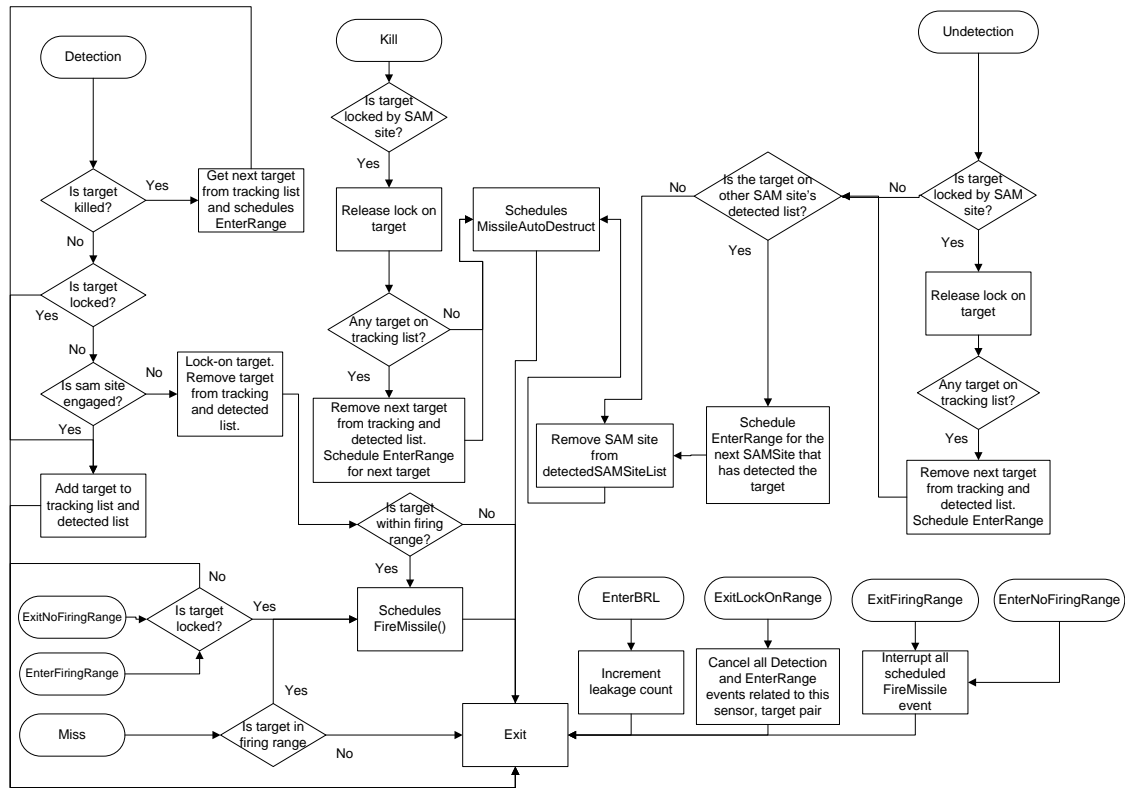 Detection
Is target
killed?
Yes
Get next target
from tracking list
and schedules
EnterRange
No
Is target
locked?
Yes
No
Is sam site
engaged?
No
Yes
Lock-on target.
Remove target
from tracking
and detected
list.
Add target to
tracking list and
detected list
Kill
Is target
locked by SAM
site?
Yes
Release lock on
target
Any target on
tracking list?
No
Yes
Remove next target
from tracking and
detected list.
Schedule EnterRange
for next target
Schedules
MissileAutoDestruct
Is target
within firing
range?
No
Yes
Schedules
FireMissile()
Undetection
Is target
locked by SAM
site?
No
Yes
Is the target on
other SAM site's
detected list?
No
Yes
Release lock on
target
Any target on
tracking list?
Yes
Remove next target
from tracking and
detected list.
Schedule EnterRange
Schedule
EnterRange for the
next SAMSite that
has detected the
target
Remove SAM site
from
detectedSAMSiteList
ExitNoFiringRange
EnterFiringRange
Is target
locked?
No
Yes
Miss
Is target in
firing range
Yes
No
Exit
EnterBRL
Increment
leakage count
ExitLockOnRange
Cancel all Detection
and EnterRange
events related to this
sensor, target pair
ExitFiringRange
Interrupt all
scheduled
FireMissile
event
EnterNoFiringRange